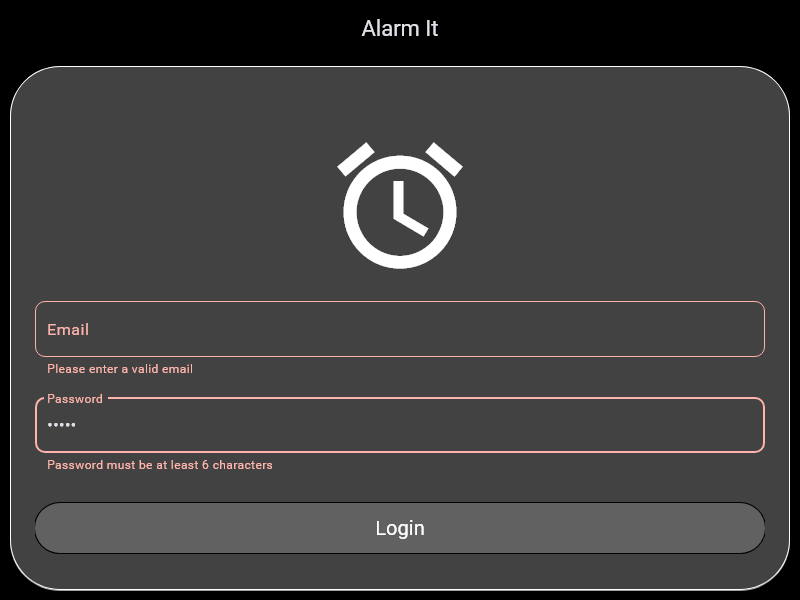 Alarm It
Email
Please enter a valid email
Password
•••••
Password must be at least 6 characters
Login